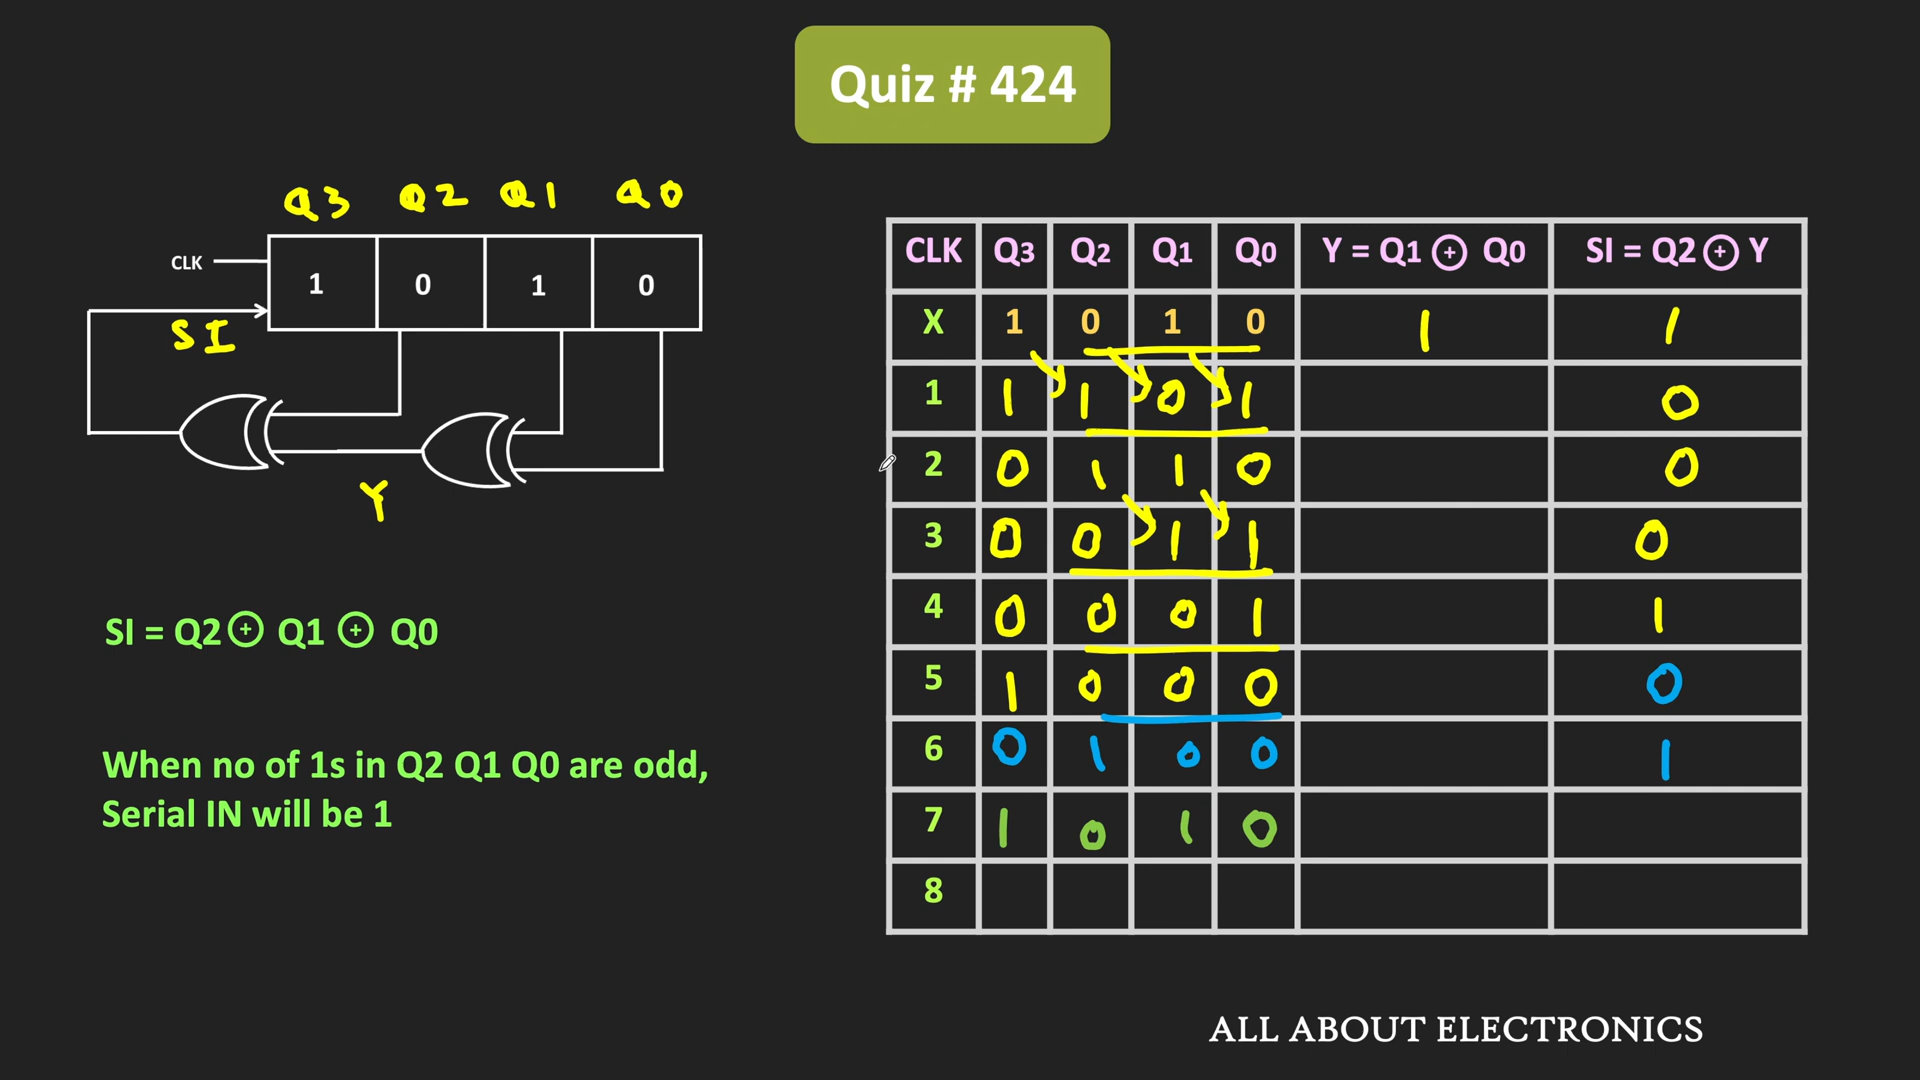 Quiz # 424
Q3 Q2 Q1 Q0
CLK 1 0 1 0
SI
Y
SI = Q2 ⊕ Q1 ⊕ Q0
When no of 1s in Q2 Q1 Q0 are odd,
Serial IN will be 1
CLK Q3 Q2 Q1 Q0 Y = Q1 ⊕ Q0 SI = Q2 ⊕ Y
X 1 0 1 0 1 1
1 1 1 0 1 0
2 0 1 1 0 0
3 0 0 1 1 0
4 0 0 0 1 1
5 1 0 0 0 0
6 0 1 0 0 1
7 1 0 1 0
8
ALL ABOUT ELECTRONICS